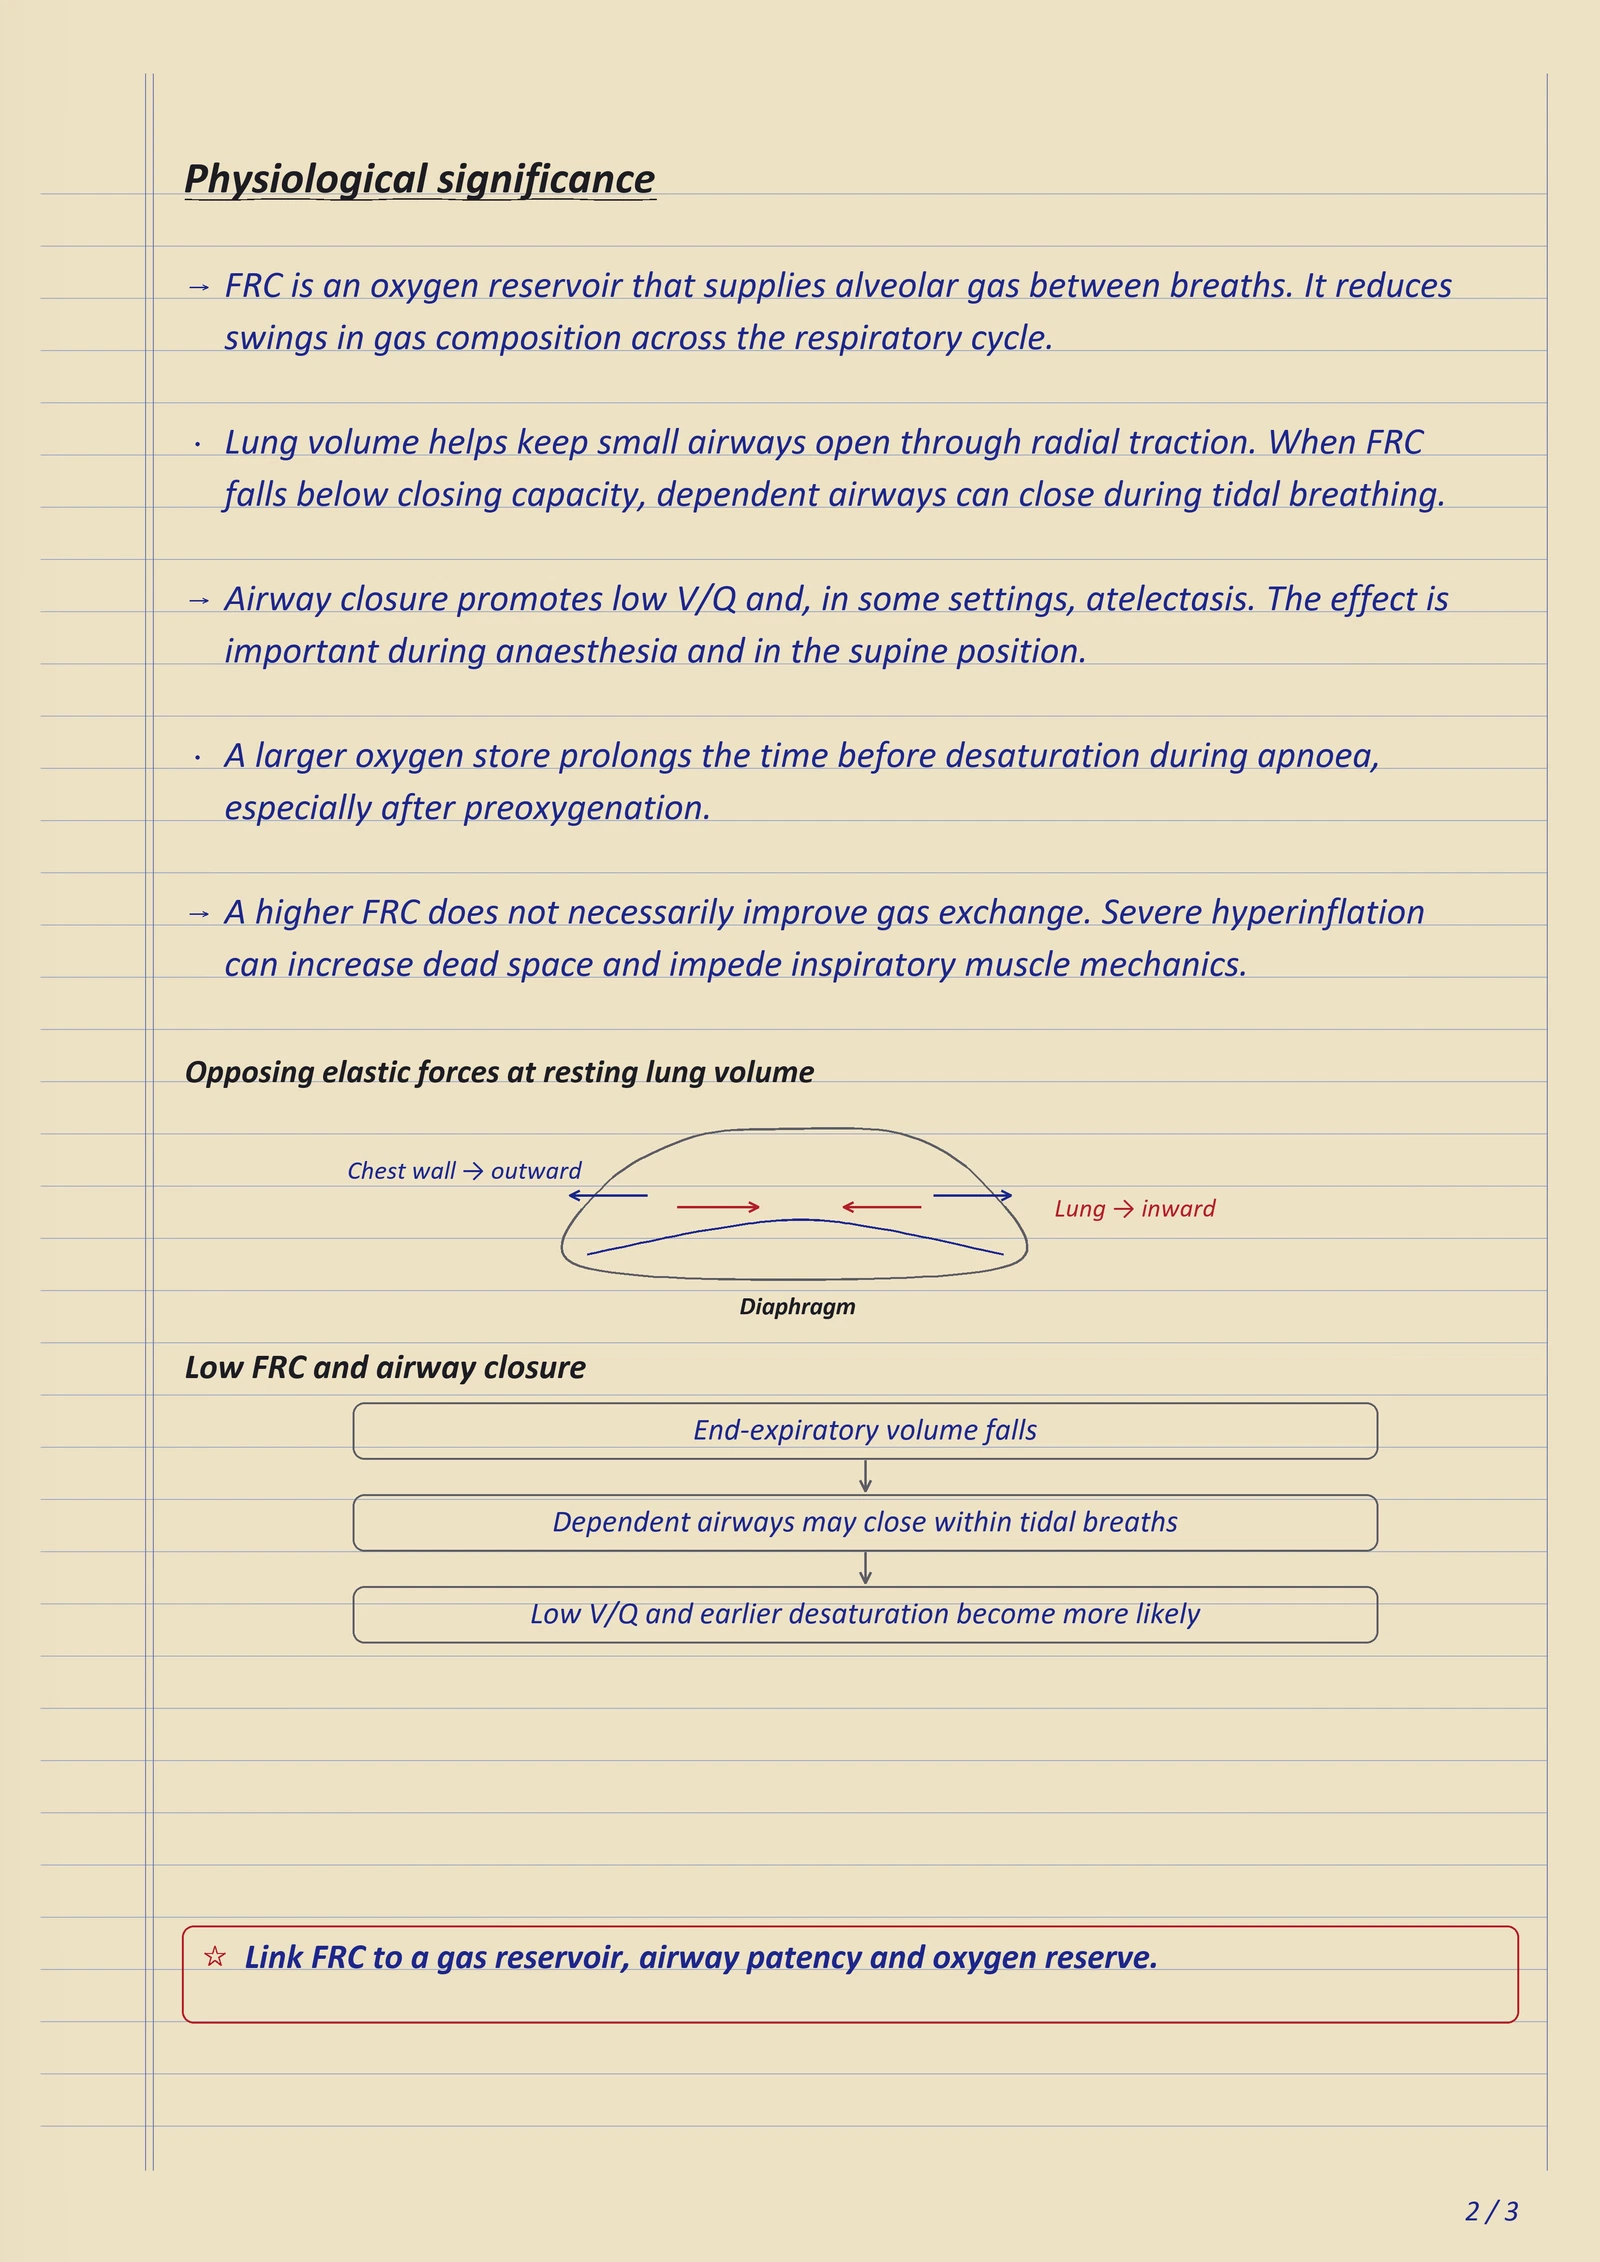 Physiological significance
→ FRC is an oxygen reservoir that supplies alveolar gas between breaths. It reduces
swings in gas composition across the respiratory cycle.
· Lung volume helps keep small airways open through radial traction. When FRC
falls below closing capacity, dependent airways can close during tidal breathing.
→ Airway closure promotes low V/Q and, in some settings, atelectasis. The effect is
important during anaesthesia and in the supine position.
· A larger oxygen store prolongs the time before desaturation during apnoea,
especially after preoxygenation.
→ A higher FRC does not necessarily improve gas exchange. Severe hyperinflation
can increase dead space and impede inspiratory muscle mechanics.
Opposing elastic forces at resting lung volume
Chest wall → outward
Lung → inward
Diaphragm
Low FRC and airway closure
End-expiratory volume falls
Dependent airways may close within tidal breaths
Low V/Q and earlier desaturation become more likely
☆ Link FRC to a gas reservoir, airway patency and oxygen reserve.
2 / 3